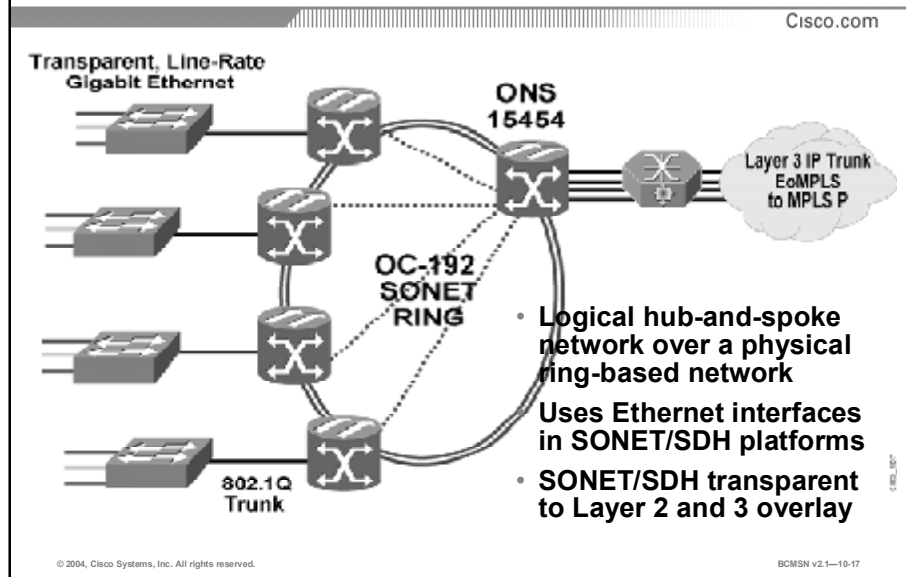 Cisco.com
Transparent, Line-Rate
Gigabit Ethernet
ONS
15454
Layer 3 IP Trunk
EoMPLS
to MPLS P
OC-192
SONET
RING
• Logical hub-and-spoke
network over a physical
ring-based network
Uses Ethernet interfaces
in SONET/SDH platforms
• SONET/SDH transparent
to Layer 2 and 3 overlay
802.1Q
Trunk
© 2004, Cisco Systems, Inc. All rights reserved.
BCMSN v2.1—10-17